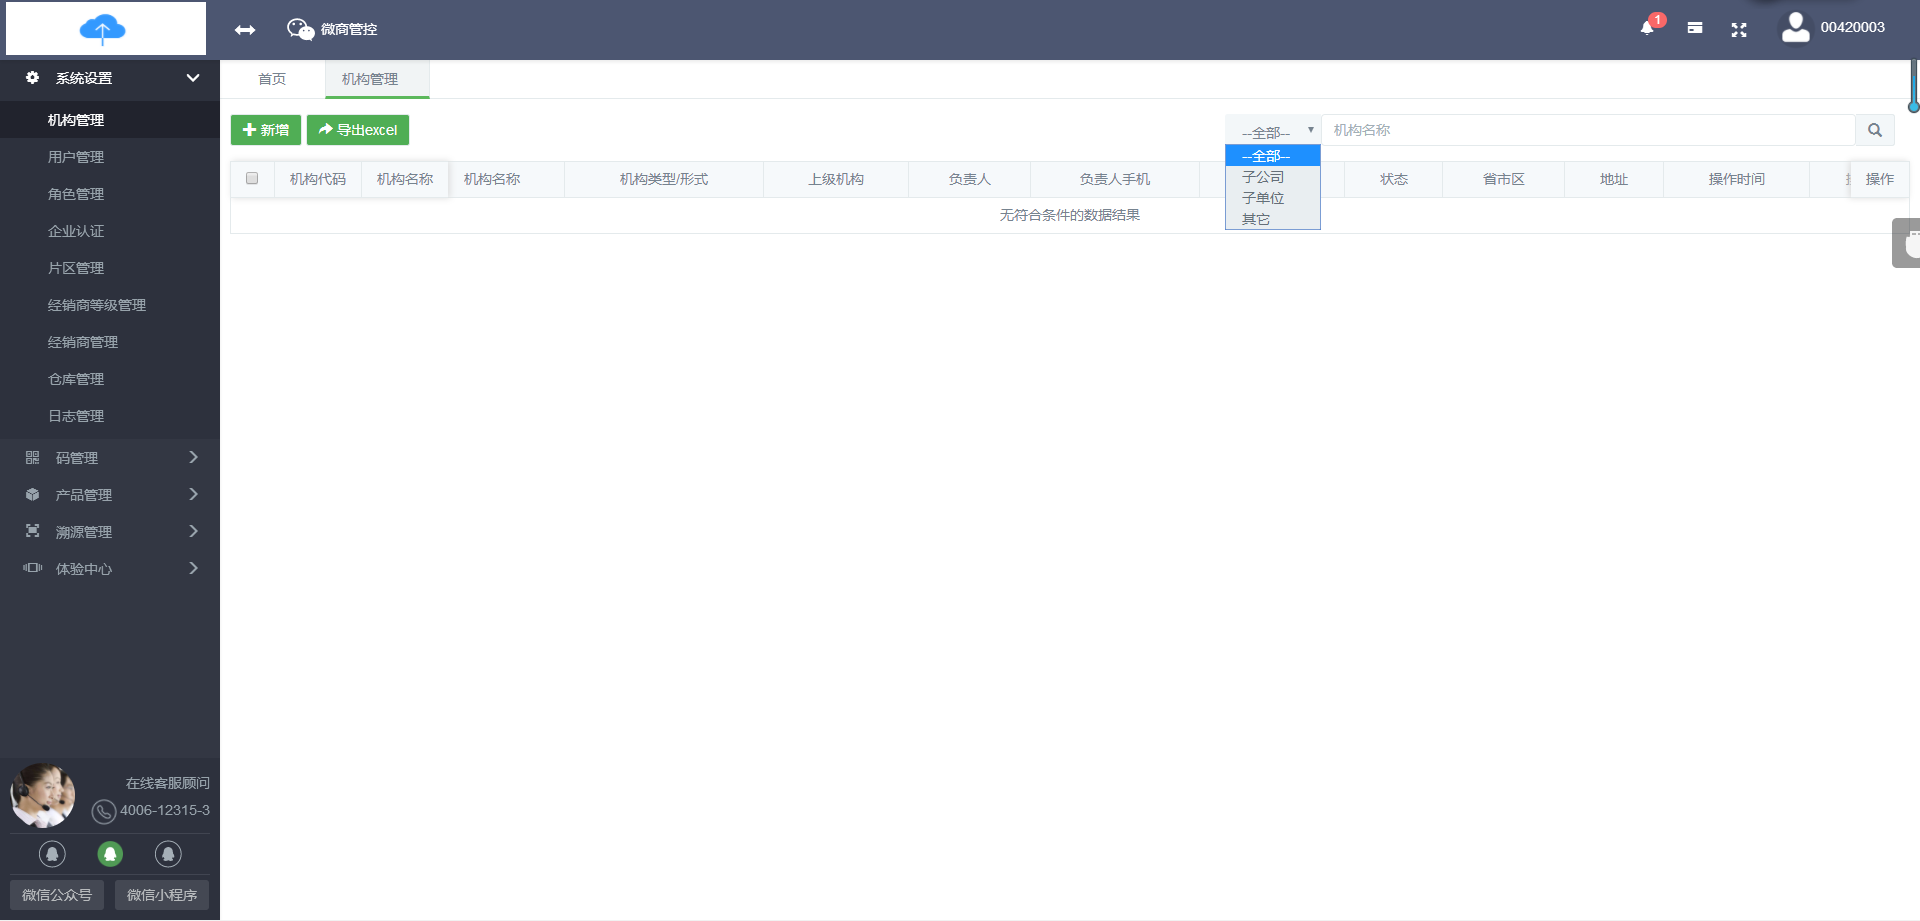 微商管控
1
00420003
系统设置
机构管理
用户管理
角色管理
企业认证
片区管理
经销商等级管理
经销商管理
仓库管理
日志管理
码管理
产品管理
溯源管理
体验中心
在线客服顾问
4006-12315-3
微信公众号 微信小程序
首页 机构管理
新增 导出excel
--全部-- 机构名称
--全部--
子公司
子单位
其它
机构代码 机构名称 机构名称 机构类型/形式 上级机构 负责人 负责人手机 状态 省市区 地址 操作时间 操作
无符合条件的数据结果